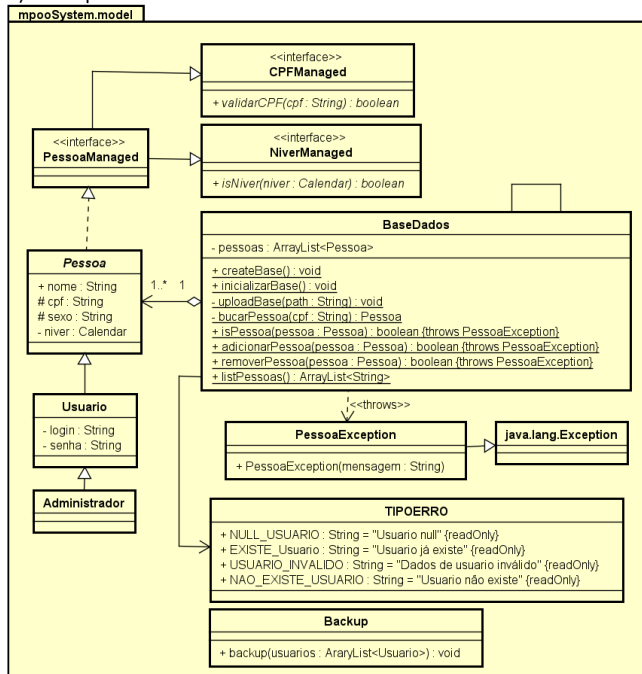 mpooSystem.model
<<interface>>
CPFManaged
+ validarCPF(cpf : String) : boolean
<<interface>>
PessoaManaged
<<interface>>
NiverManaged
+ isNiver(niver : Calendar) : boolean
BaseDados
- pessoas : ArrayList<Pessoa>
+ createBase() : void
+ inicializarBase() : void
- uploadBase(path : String) : void
- bucarPessoa(cpf : String) : Pessoa
+ isPessoa(pessoa : Pessoa) : boolean {throws PessoaException}
+ adicionarPessoa(pessoa : Pessoa) : boolean {throws PessoaException}
+ removerPessoa(pessoa : Pessoa) : boolean {throws PessoaException}
+ listPessoas() : ArrayList<String>
Pessoa
+ nome : String
# cpf : String
# sexo : String
- niver : Calendar
1..* 1
Usuario
- login : String
- senha : String
Administrador
<<throws>>
PessoaException
+ PessoaException(mensagem : String)
java.lang.Exception
TIPOERRO
+ NULL_USUARIO : String = "Usuario null" {readOnly}
+ EXISTE_Usuario : String = "Usuario já existe" {readOnly}
+ USUARIO_INVALIDO : String = "Dados de usuario inválido" {readOnly}
+ NAO_EXISTE_USUARIO : String = "Usuario não existe" {readOnly}
Backup
+ backup(usuarios : AraryList<Usuario>) : void